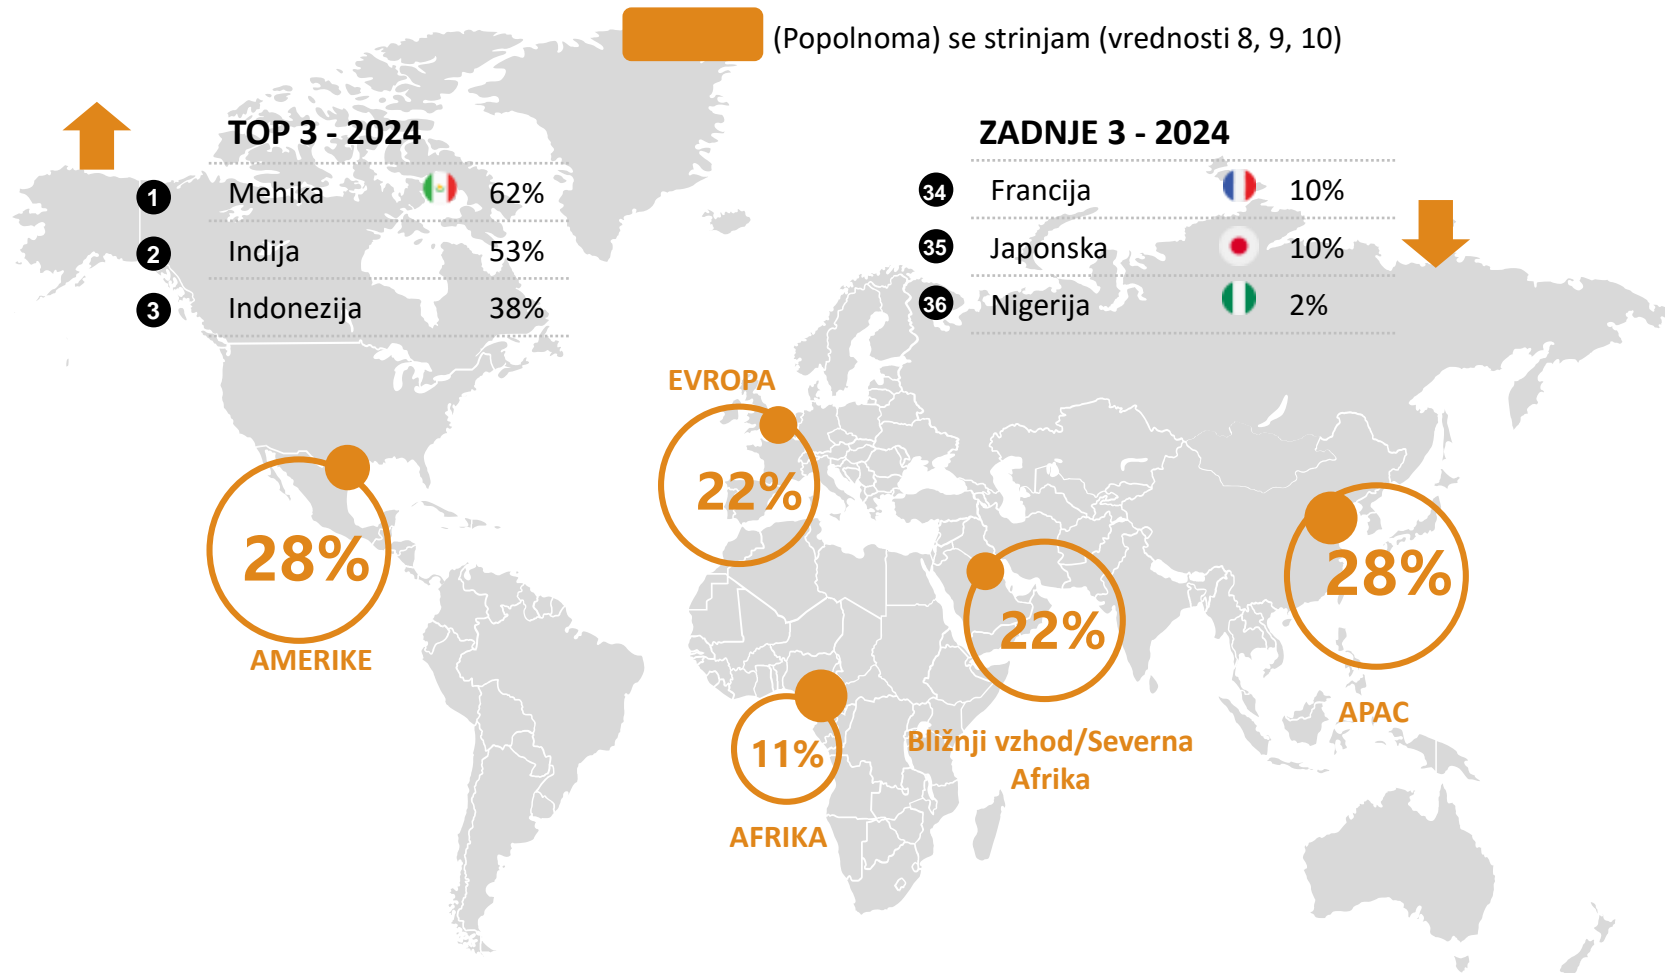 (Popolnoma) se strinjam (vrednosti 8, 9, 10)
TOP 3 - 2024
1 Mehika 62%
2 Indija 53%
3 Indonezija 38%
ZADNJE 3 - 2024
34 Francija 10%
35 Japonska 10%
36 Nigerija 2%
EVROPA
22%
28%
AMERIKE
22%
Bližnji vzhod/Severna
Afrika
28%
APAC
11%
AFRIKA